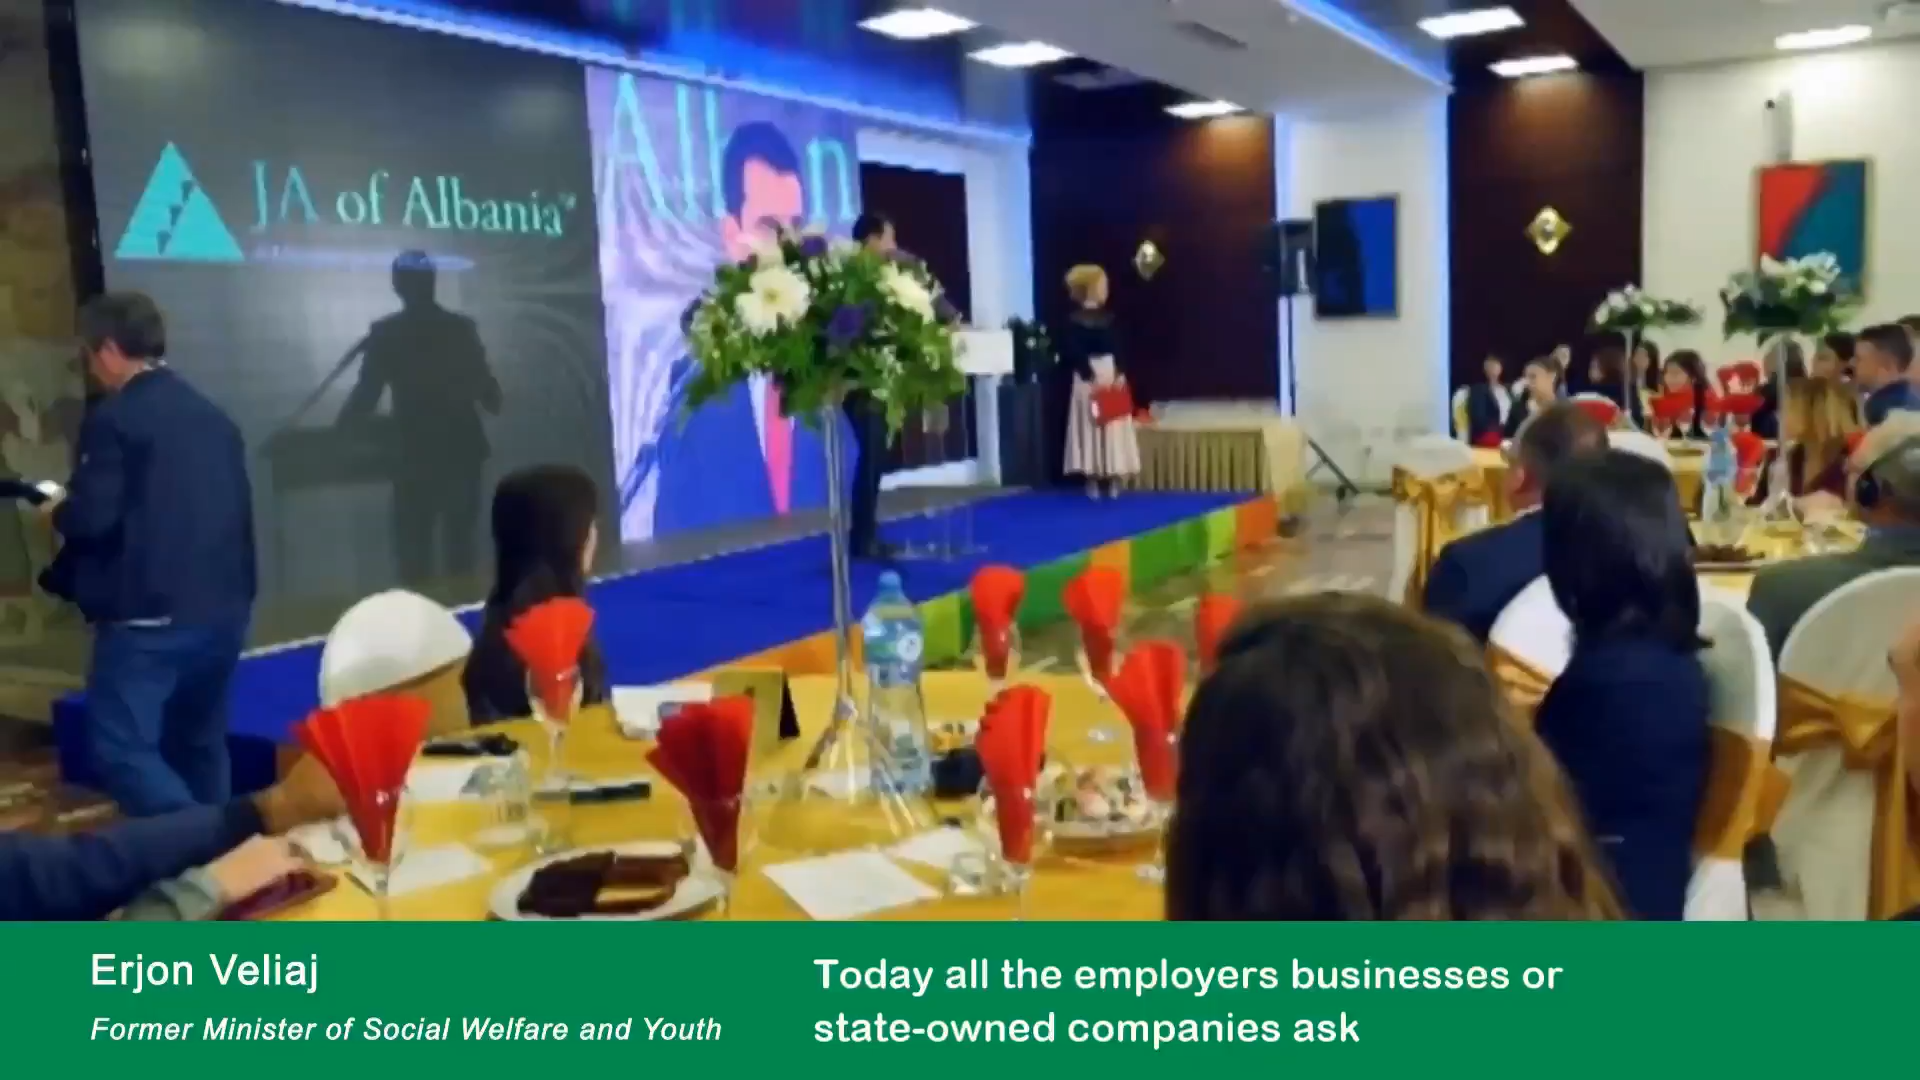 JA of Albania
Alb n
Erjon Veliaj
Former Minister of Social Welfare and Youth
Today all the employers businesses or
state-owned companies ask